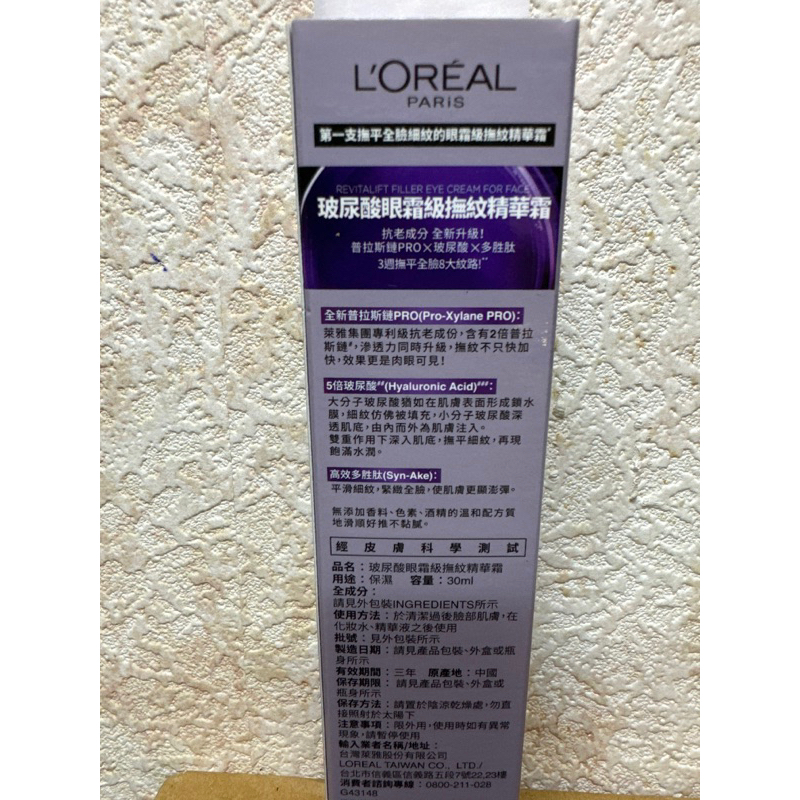 L'ORÉAL
PARIS
第一支撫平全臉細紋的眼霜級撫紋精華霜#
REVITALIFT FILLER EYE CREAM FOR FACE
玻尿酸眼霜級撫紋精華霜
抗老成分 全新升級！
普拉斯鏈PRO×玻尿酸×多胜肽
3週撫平全臉8大紋路!**
全新普拉斯鏈PRO(Pro-Xylane PRO)：
萊雅集團專利級抗老成份，含有2倍普拉
斯鏈#，滲透力同時升級，撫紋不只快加
快，效果更是肉眼可見！
5倍玻尿酸##(Hyaluronic Acid)###：
大分子玻尿酸猶如在肌膚表面形成鎖水
膜，細紋仿佛被填充，小分子玻尿酸深
透肌底，由內而外為肌膚注入。
雙重作用下深入肌底，撫平細紋，再現
飽滿水潤。
高效多胜肽(Syn-Ake)：
平滑細紋，緊緻全臉，使肌膚更顯澎彈。
無添加香料、色素、酒精的溫和配方質
地滑順好推不黏膩。
經皮膚科學測試
品名：玻尿酸眼霜級撫紋精華霜
用途：保濕 容量：30ml
全成分：
請見外包裝INGREDIENTS所示
使用方法：於清潔過後臉部肌膚，在
化妝水、精華液之後使用
批號：見外包裝所示
製造日期：請見產品包裝、外盒或瓶
身所示
有效期間：三年 原產地：中國
保存期限： 請見產品包裝、外盒或
瓶身所示
保存方法：請置於陰涼乾燥處，勿直
接照射於太陽下
注意事項：限外用，使用時如有異常
現象，請暫停使用
輸入業者名稱/地址：
台灣萊雅股份有限公司
LOREAL TAIWAN CO., LTD./
台北市信義區信義路五段7號22,23樓
消費者諮詢專線：0800-211-028
G43148